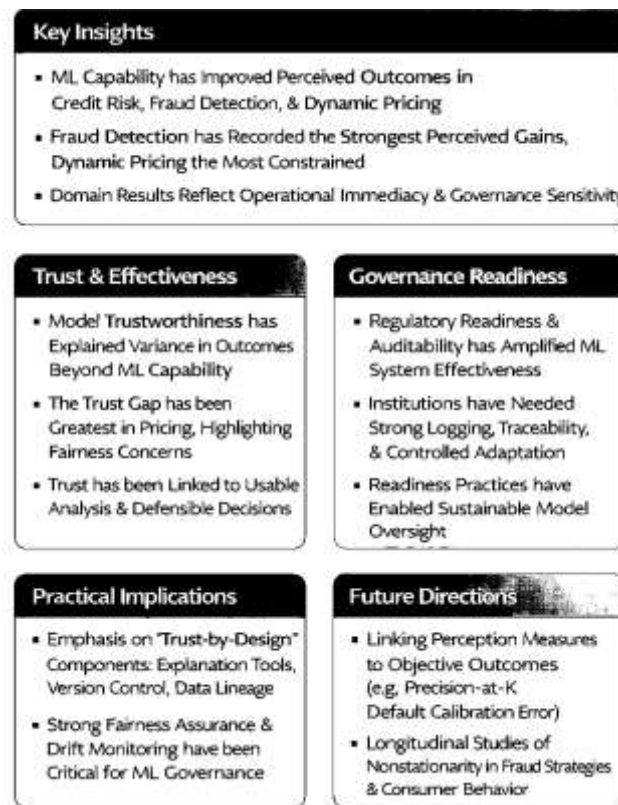 Key Insights
▪ ML Capability has Improved Perceived Outcomes in
Credit Risk, Fraud Detection, & Dynamic Pricing
▪ Fraud Detection has Recorded the Strongest Perceived Gains,
Dynamic Pricing the Most Constrained
▪ Domain Results Reflect Operational Immediacy & Governance Sensitivity
Trust & Effectiveness
▪ Model Trustworthiness has
Explained Variance in Outcomes
Beyond ML Capability
▪ The Trust Gap has been
Greatest in Pricing, Highlighting
Fairness Concerns
▪ Trust has been Linked to Usable
Analysis & Defensible Decisions
Governance Readiness
▪ Regulatory Readiness &
Auditability has Amplified ML
System Effectiveness
▪ Institutions have Needed
Strong Logging, Traceability,
& Controlled Adaptation
▪ Readiness Practices have
Enabled Sustainable Model
Oversight
Practical Implications
▪ Emphasis on "Trust-by-Design"
Components: Explanation Tools,
Version Control, Data Lineage
▪ Strong Fairness Assurance &
Drift Monitoring have been
Critical for ML Governance
Future Directions
▪ Linking Perception Measures
to Objective Outcomes
(e.g, Precision-at-K
Default Calibration Error)
▪ Longitudinal Studies of
Nonstationarity in Fraud Strategies
& Consumer Behavior